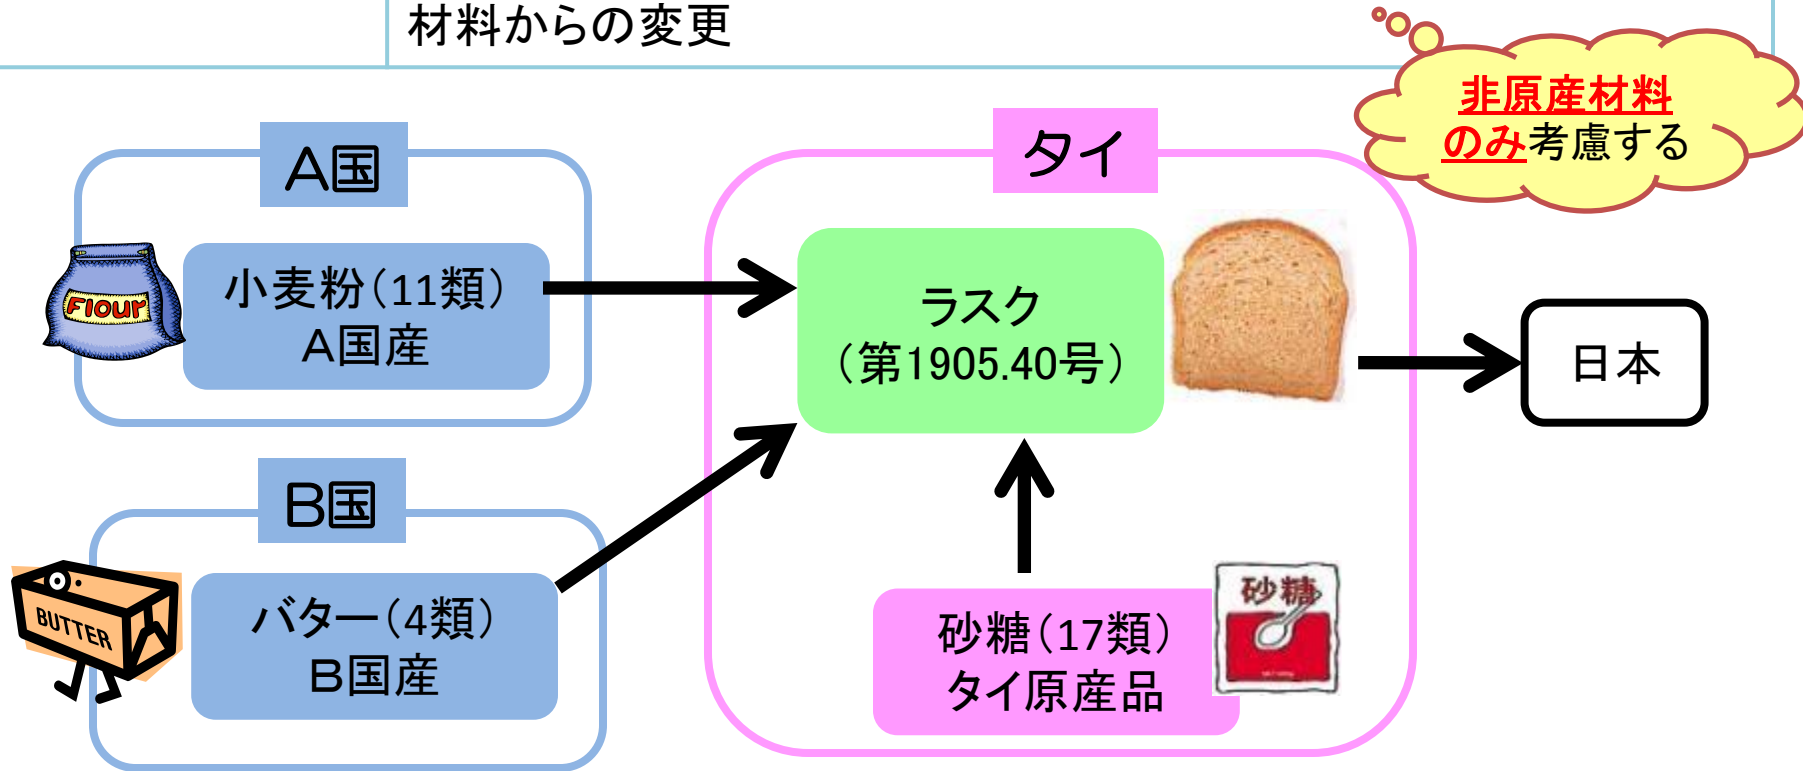 材料からの変更
非原産材料
のみ考慮する
A国
タイ
Flour
小麦粉（11類）
A国産
ラスク
（第1905.40号）
日本
B国
BUTTER
バター（4類）
B国産
砂糖（17類）
タイ原産品
砂糖